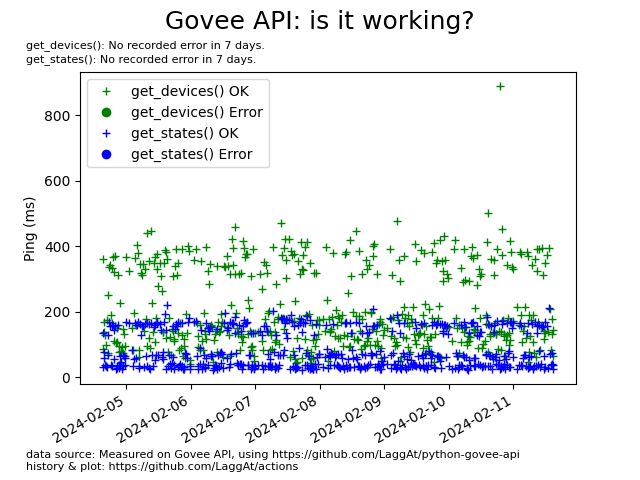 Govee API: is it working?
get_devices(): No recorded error in 7 days.
get_states(): No recorded error in 7 days.
get_devices() OK
get_devices() Error
get_states() OK
get_states() Error
Ping (ms)
800
600
400
200
0
2024-02-05
2024-02-06
2024-02-07
2024-02-08
2024-02-09
2024-02-10
2024-02-11
data source: Measured on Govee API, using https://github.com/LaggAt/python-govee-api
history & plot: https://github.com/LaggAt/actions